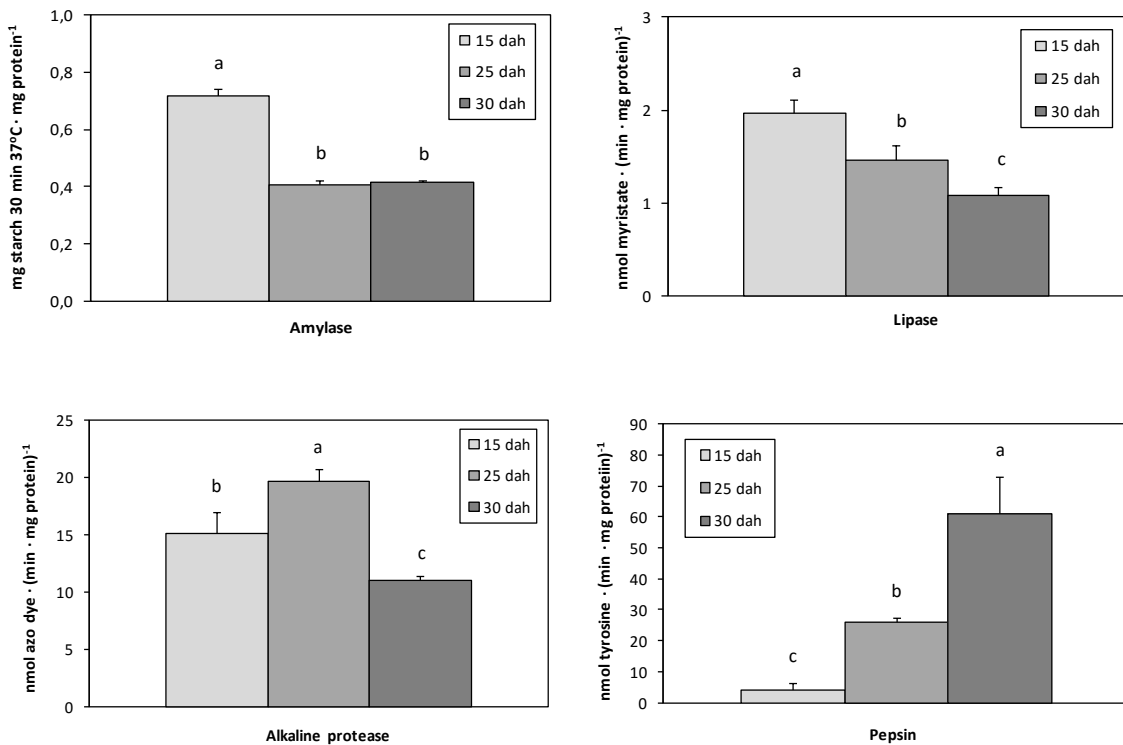 mg starch 30 min 37ºC · mg protein⁻¹
1,0
0,8
0,6
0,4
0,2
0,0
a
b
b
15 dah
25 dah
30 dah
Amylase
nmol myristate · (min · mg protein)⁻¹
3
2
1
0
a
b
c
15 dah
25 dah
30 dah
Lipase
nmol azo dye · (min · mg protein)⁻¹
25
20
15
10
5
0
b
a
c
15 dah
25 dah
30 dah
Alkaline protease
nmol tyrosine · (min · mg proteiin)⁻¹
90
80
70
60
50
40
30
20
10
0
15 dah
25 dah
30 dah
c
b
a
Pepsin